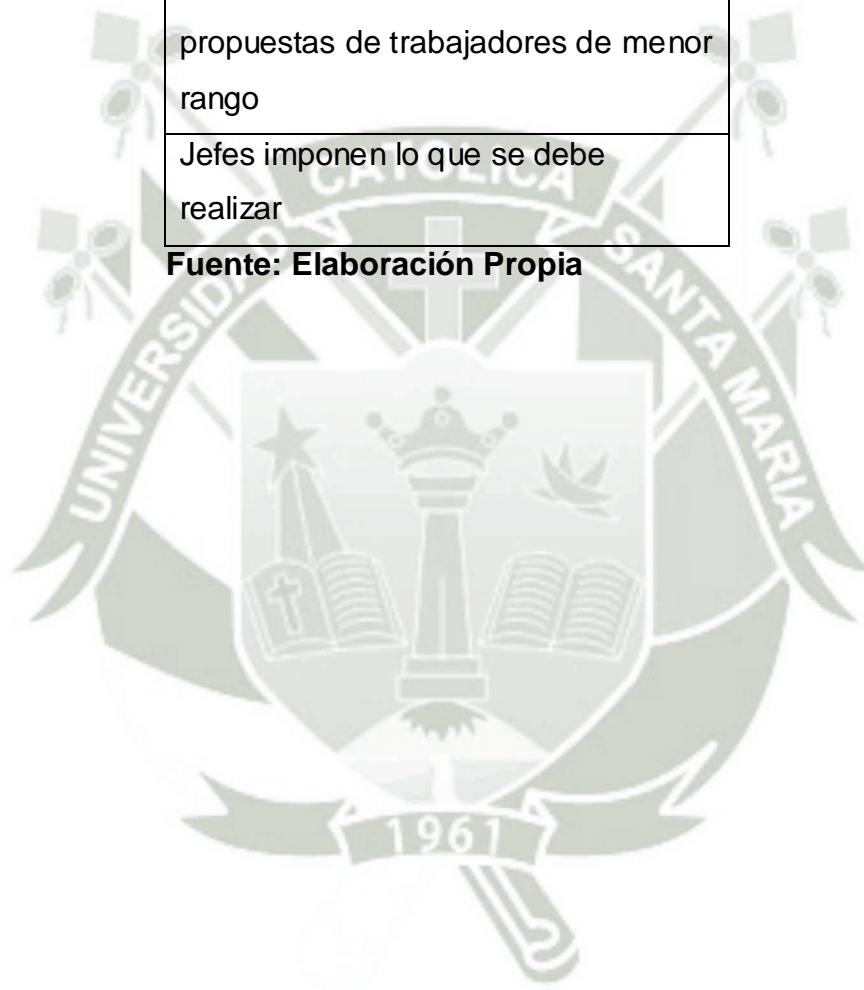 propuestas de trabajadores de menor
rango
Jefes imponen lo que se debe
realizar
Fuente: Elaboración Propia
UNIVERSIDAD CATOLICA SANTA MARIA
1961